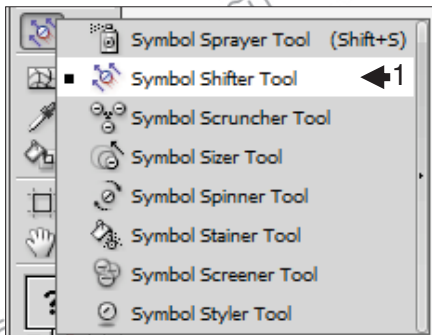 Symbol Sprayer Tool (Shift+S)
Symbol Shifter Tool 1
Symbol Scruncher Tool
Symbol Sizer Tool
Symbol Spinner Tool
Symbol Stainer Tool
Symbol Screener Tool
Symbol Styler Tool